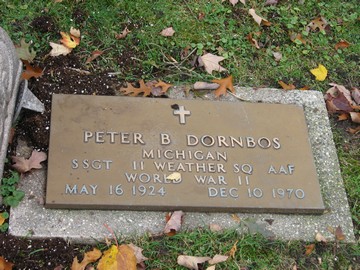 PETER B DORNBOS
MICHIGAN
SSGT 11 WEATHER SQ AAF
WORLD WAR II
MAY 16 1924 DEC 10 1970